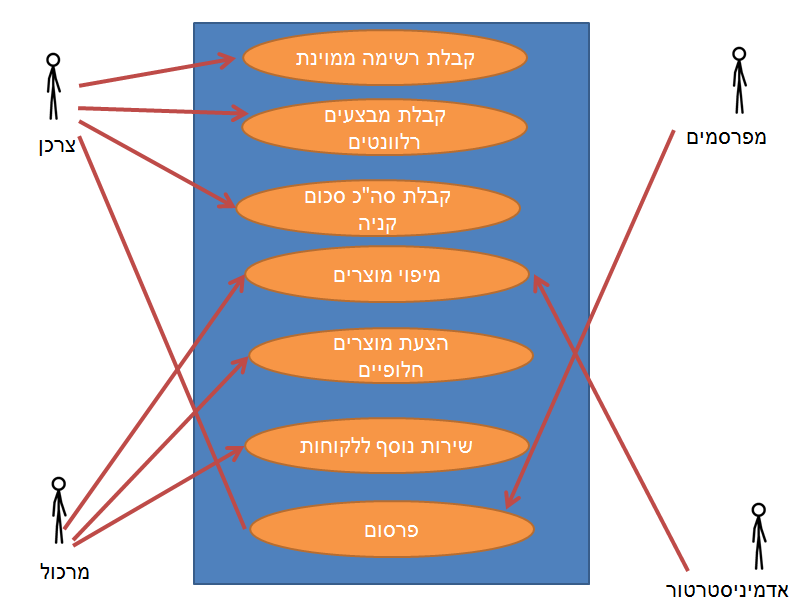 קבלת רשימה ממוינת
קבלת מבצעים
רלוונטים
קבלת סה"כ סכום
קניה
מיפוי מוצרים
הצעת מוצרים
חלופיים
שירות נוסף ללקוחות
פרסום
צרכן
מפרסמים
מרכול
אדמיניסטרטור